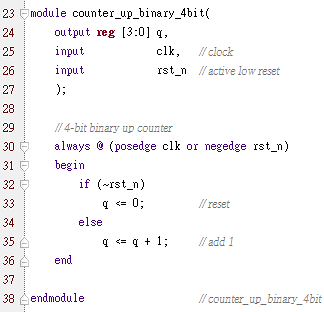 23 module counter_up_binary_4bit(
24     output reg [3:0] q,
25     input            clk,   // clock
26     input            rst_n  // active low reset
27     );
28
29     // 4-bit binary up counter
30     always @ (posedge clk or negedge rst_n)
31     begin
32         if (~rst_n)
33             q <= 0;         // reset
34         else
35             q <= q + 1;     // add 1
36     end
37
38 endmodule                   // counter_up_binary_4bit